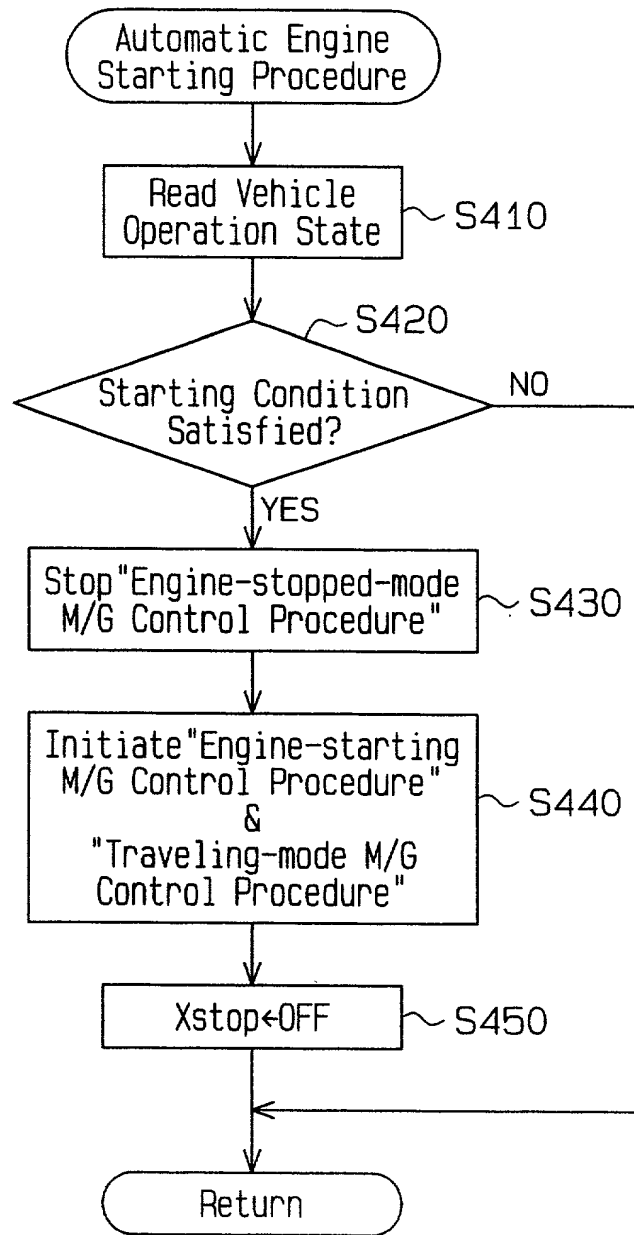 Automatic Engine
Starting Procedure
Read Vehicle
Operation State
S410
S420
Starting Condition
Satisfied?
NO
YES
Stop"Engine-stopped-mode
M/G Control Procedure"
S430
Initiate"Engine-starting
M/G Control Procedure"
&
"Traveling-mode M/G
Control Procedure"
S440
Xstop←OFF
S450
Return